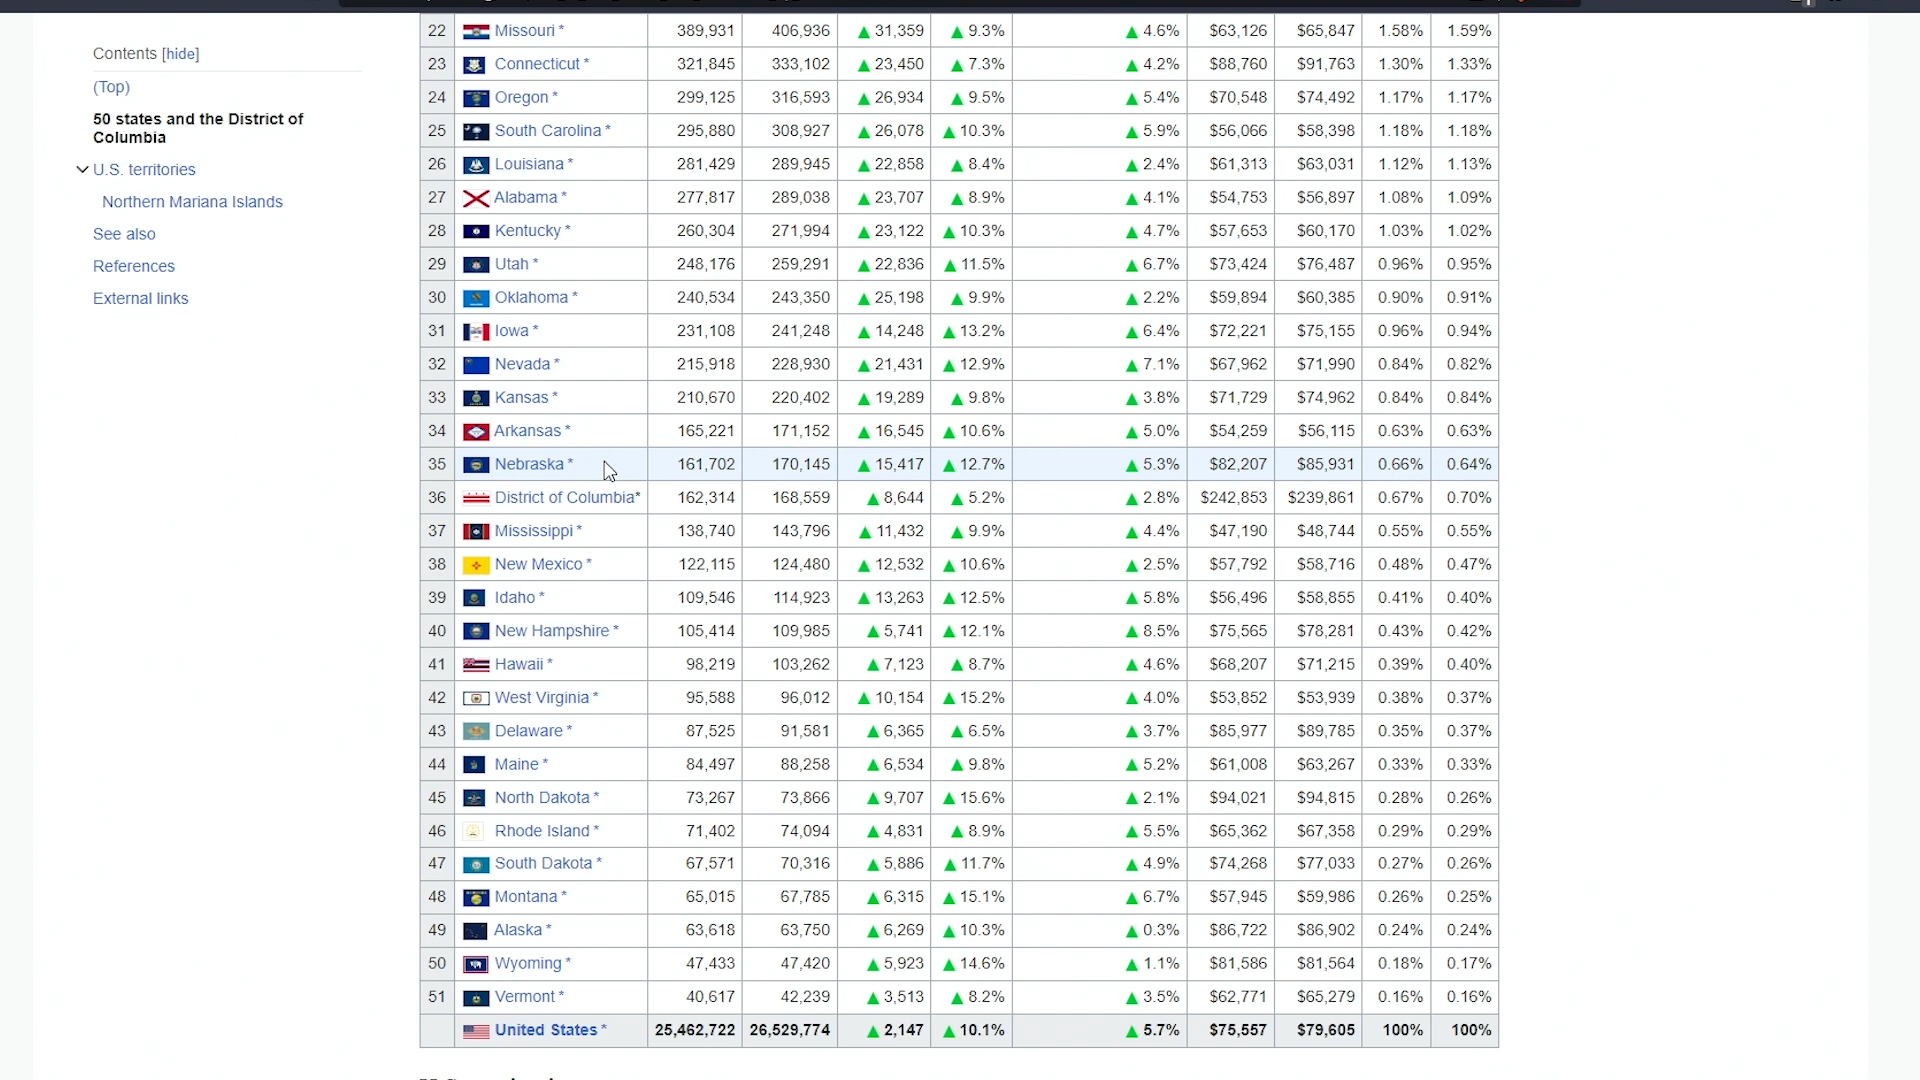 Contents [hide]
(Top)
50 states and the District of
Columbia
U.S. territories
Northern Mariana Islands
See also
References
External links
22 Missouri * 389,931 406,936 ▲ 31,359 ▲ 9.3% ▲ 4.6% $63,126 $65,847 1.58% 1.59%
23 Connecticut * 321,845 333,102 ▲ 23,450 ▲ 7.3% ▲ 4.2% $88,760 $91,763 1.30% 1.33%
24 Oregon * 299,125 316,593 ▲ 26,934 ▲ 9.5% ▲ 5.4% $70,548 $74,492 1.17% 1.17%
25 South Carolina * 295,880 308,927 ▲ 26,078 ▲ 10.3% ▲ 5.9% $56,066 $58,398 1.18% 1.18%
26 Louisiana * 281,429 289,945 ▲ 22,858 ▲ 8.4% ▲ 2.4% $61,313 $63,031 1.12% 1.13%
27 Alabama * 277,817 289,038 ▲ 23,707 ▲ 8.9% ▲ 4.1% $54,753 $56,897 1.08% 1.09%
28 Kentucky * 260,304 271,994 ▲ 23,122 ▲ 10.3% ▲ 4.7% $57,653 $60,170 1.03% 1.02%
29 Utah * 248,176 259,291 ▲ 22,836 ▲ 11.5% ▲ 6.7% $73,424 $76,487 0.96% 0.95%
30 Oklahoma * 240,534 243,350 ▲ 25,198 ▲ 9.9% ▲ 2.2% $59,894 $60,385 0.90% 0.91%
31 Iowa * 231,108 241,248 ▲ 14,248 ▲ 13.2% ▲ 6.4% $72,221 $75,155 0.96% 0.94%
32 Nevada * 215,918 228,930 ▲ 21,431 ▲ 12.9% ▲ 7.1% $67,962 $71,990 0.84% 0.82%
33 Kansas * 210,670 220,402 ▲ 19,289 ▲ 9.8% ▲ 3.8% $71,729 $74,962 0.84% 0.84%
34 Arkansas * 165,221 171,152 ▲ 16,545 ▲ 10.6% ▲ 5.0% $54,259 $56,115 0.63% 0.63%
35 Nebraska * 161,702 170,145 ▲ 15,417 ▲ 12.7% ▲ 5.3% $82,207 $85,931 0.66% 0.64%
36 District of Columbia* 162,314 168,559 ▲ 8,644 ▲ 5.2% ▲ 2.8% $242,853 $239,861 0.67% 0.70%
37 Mississippi * 138,740 143,796 ▲ 11,432 ▲ 9.9% ▲ 4.4% $47,190 $48,744 0.55% 0.55%
38 New Mexico * 122,115 124,480 ▲ 12,532 ▲ 10.6% ▲ 2.5% $57,792 $58,716 0.48% 0.47%
39 Idaho * 109,546 114,923 ▲ 13,263 ▲ 12.5% ▲ 5.8% $56,496 $58,855 0.41% 0.40%
40 New Hampshire * 105,414 109,985 ▲ 5,741 ▲ 12.1% ▲ 8.5% $75,565 $78,281 0.43% 0.42%
41 Hawaii * 98,219 103,262 ▲ 7,123 ▲ 8.7% ▲ 4.6% $68,207 $71,215 0.39% 0.40%
42 West Virginia * 95,588 96,012 ▲ 10,154 ▲ 15.2% ▲ 4.0% $53,852 $53,939 0.38% 0.37%
43 Delaware * 87,525 91,581 ▲ 6,365 ▲ 6.5% ▲ 3.7% $85,977 $89,785 0.35% 0.37%
44 Maine * 84,497 88,258 ▲ 6,534 ▲ 9.8% ▲ 5.2% $61,008 $63,267 0.33% 0.33%
45 North Dakota * 73,267 73,866 ▲ 9,707 ▲ 15.6% ▲ 2.1% $94,021 $94,815 0.28% 0.26%
46 Rhode Island * 71,402 74,094 ▲ 4,831 ▲ 8.9% ▲ 5.5% $65,362 $67,358 0.29% 0.29%
47 South Dakota * 67,571 70,316 ▲ 5,886 ▲ 11.7% ▲ 4.9% $74,268 $77,033 0.27% 0.26%
48 Montana * 65,015 67,785 ▲ 6,315 ▲ 15.1% ▲ 6.7% $57,945 $59,986 0.26% 0.25%
49 Alaska * 63,618 63,750 ▲ 6,269 ▲ 10.3% ▲ 0.3% $86,722 $86,902 0.24% 0.24%
50 Wyoming * 47,433 47,420 ▲ 5,923 ▲ 14.6% ▲ 1.1% $81,586 $81,564 0.18% 0.17%
51 Vermont * 40,617 42,239 ▲ 3,513 ▲ 8.2% ▲ 3.5% $62,771 $65,279 0.16% 0.16%
United States * 25,462,722 26,529,774 ▲ 2,147 ▲ 10.1% ▲ 5.7% $75,557 $79,605 100% 100%